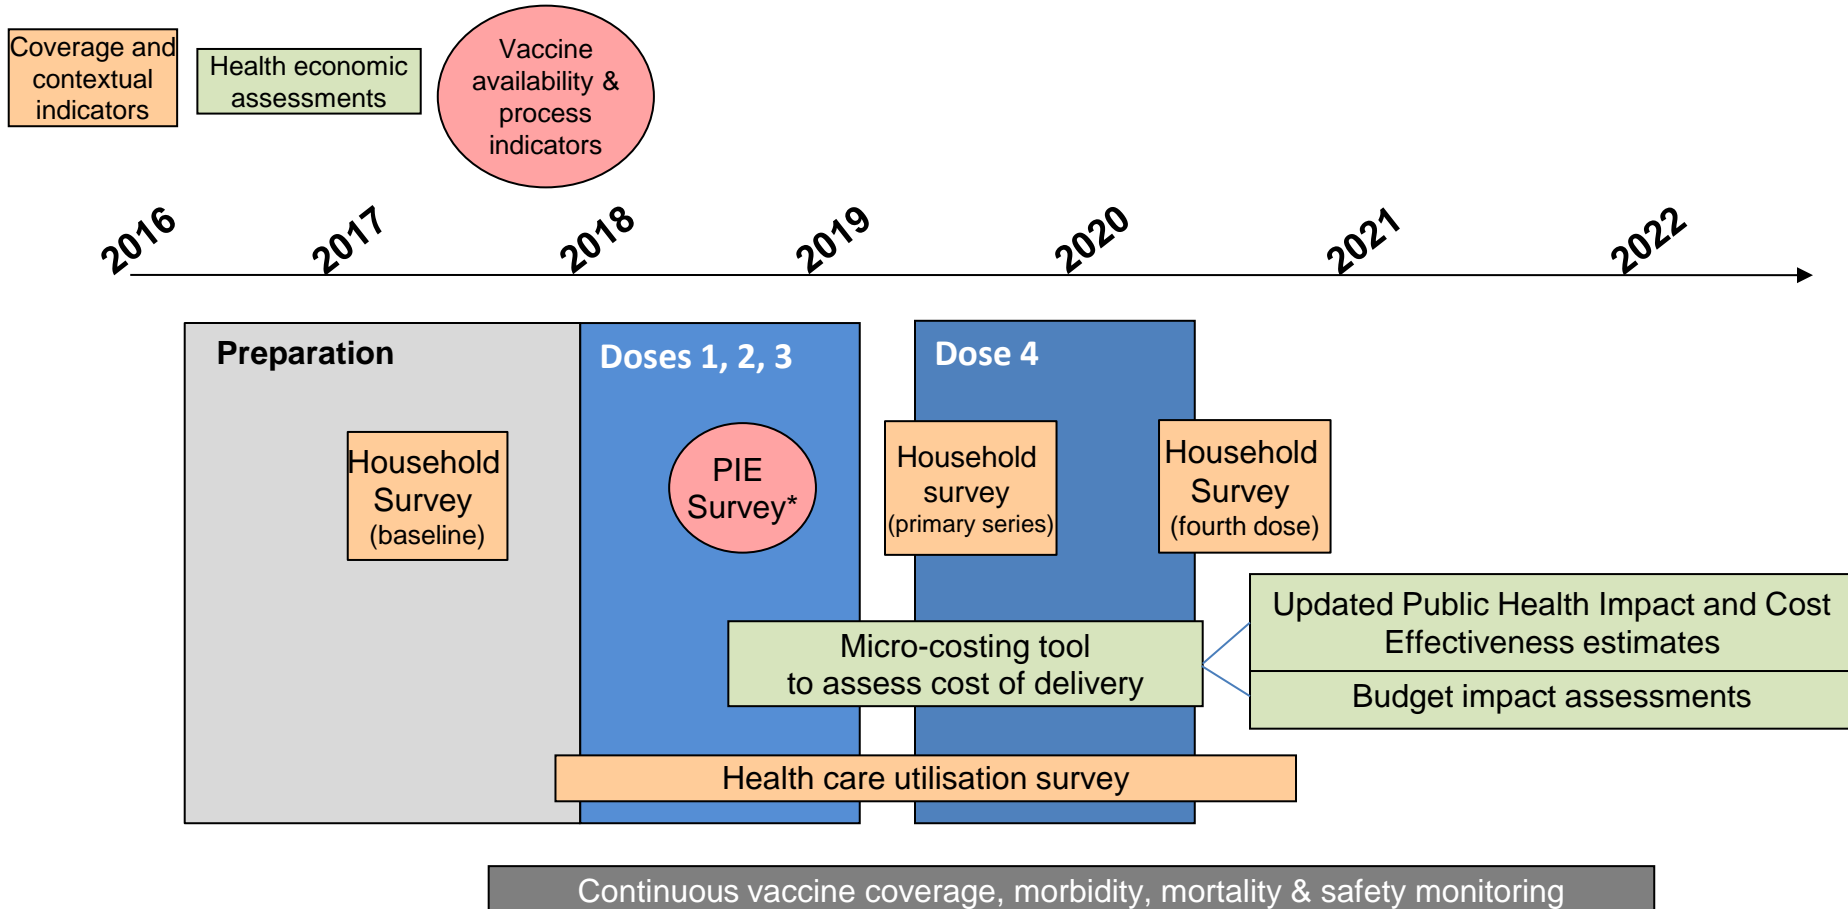 Coverage and
contextual
indicators
Health economic
assessments
Vaccine
availability &
process
indicators
2016
2017
2018
2019
2020
2021
2022
Preparation
Doses 1, 2, 3
Dose 4
Household
Survey
(baseline)
PIE
Survey*
Household
survey
(primary series)
Household
Survey
(fourth dose)
Micro-costing tool
to assess cost of delivery
Updated Public Health Impact and Cost
Effectiveness estimates
Budget impact assessments
Health care utilisation survey
Continuous vaccine coverage, morbidity, mortality & safety monitoring